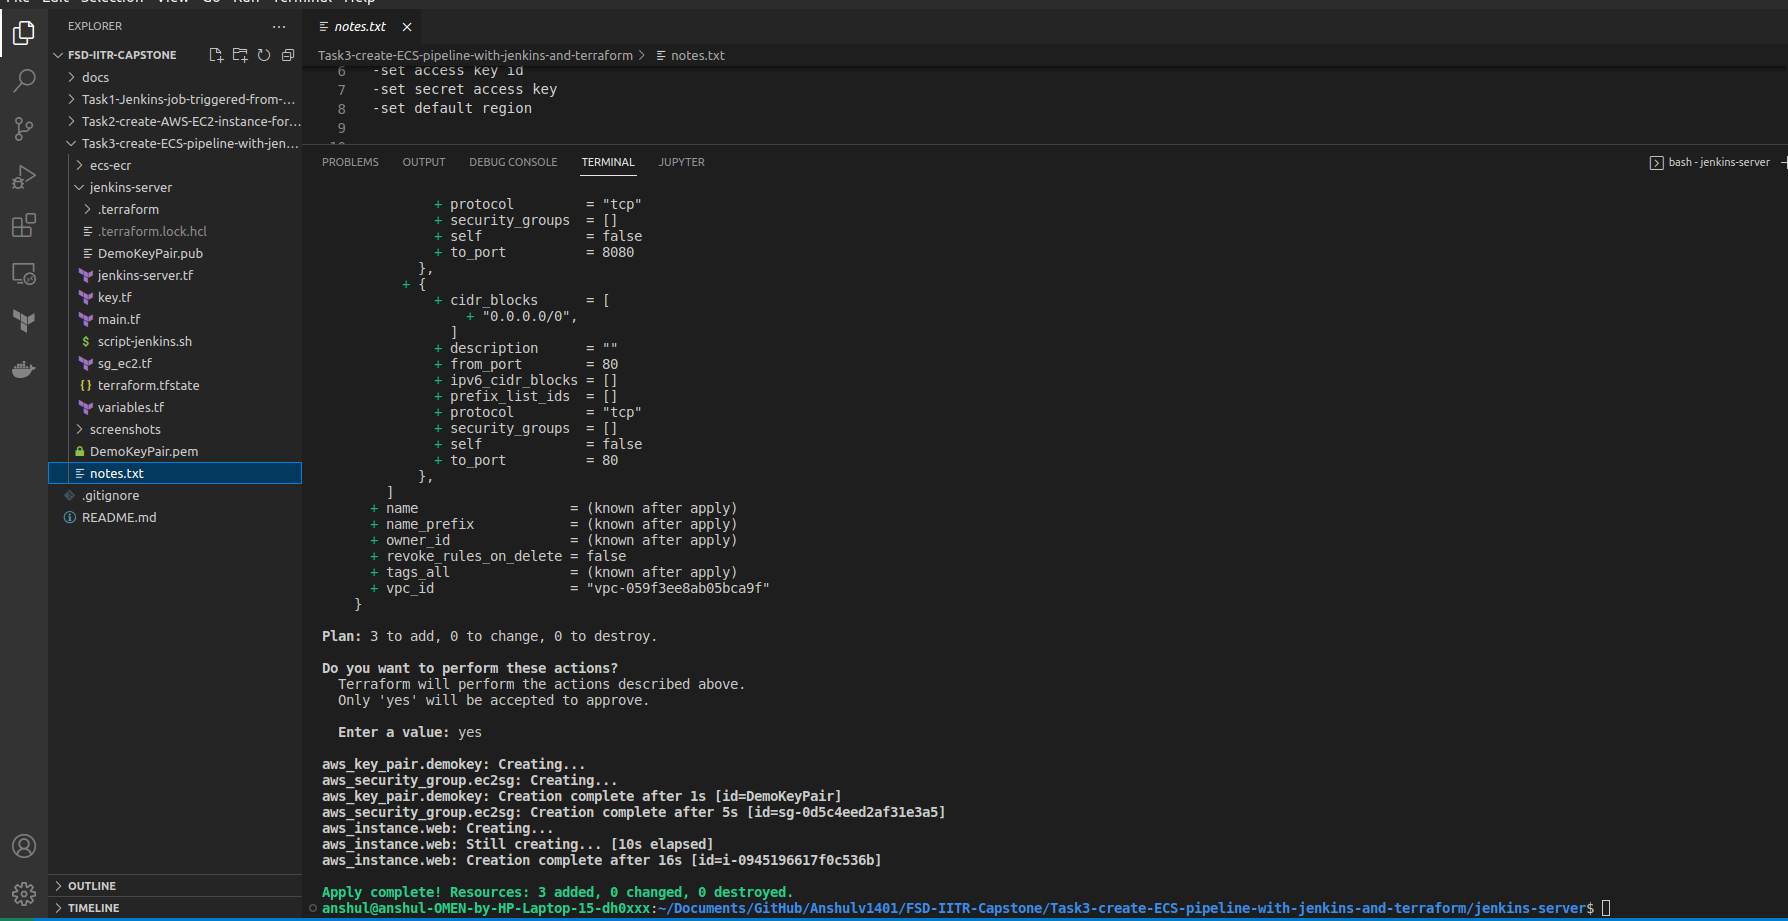 File Edit Selection View Go Run Terminal Help
EXPLORER
FSD-IITR-CAPSTONE
docs
Task1-Jenkins-job-triggered-from-...
Task2-create-AWS-EC2-instance-for...
Task3-create-ECS-pipeline-with-jen...
ecs-ecr
jenkins-server
.terraform
.terraform.lock.hcl
DemoKeyPair.pub
jenkins-server.tf
key.tf
main.tf
$ script-jenkins.sh
sg_ec2.tf
{} terraform.tfstate
variables.tf
screenshots
DemoKeyPair.pem
notes.txt
.gitignore
README.md
OUTLINE
TIMELINE
notes.txt
Task3-create-ECS-pipeline-with-jenkins-and-terraform > notes.txt
6 -set access key id
7 -set secret access key
8 -set default region
9
PROBLEMS OUTPUT DEBUG CONSOLE TERMINAL JUPYTER
bash - jenkins-server
+ protocol = "tcp"
+ security_groups = []
+ self = false
+ to_port = 8080
},
+ {
+ cidr_blocks = [
+ "0.0.0.0/0",
]
+ description = ""
+ from_port = 80
+ ipv6_cidr_blocks = []
+ prefix_list_ids = []
+ protocol = "tcp"
+ security_groups = []
+ self = false
+ to_port = 80
},
]
+ name = (known after apply)
+ name_prefix = (known after apply)
+ owner_id = (known after apply)
+ revoke_rules_on_delete = false
+ tags_all = (known after apply)
+ vpc_id = "vpc-059f3ee8ab05bca9f"
}
Plan: 3 to add, 0 to change, 0 to destroy.
Do you want to perform these actions?
Terraform will perform the actions described above.
Only 'yes' will be accepted to approve.
Enter a value: yes
aws_key_pair.demokey: Creating...
aws_security_group.ec2sg: Creating...
aws_key_pair.demokey: Creation complete after 1s [id=DemoKeyPair]
aws_security_group.ec2sg: Creation complete after 5s [id=sg-0d5c4eed2af31e3a5]
aws_instance.web: Creating...
aws_instance.web: Still creating... [10s elapsed]
aws_instance.web: Creation complete after 16s [id=i-0945196617f0c536b]
Apply complete! Resources: 3 added, 0 changed, 0 destroyed.
anshul@anshul-OMEN-by-HP-Laptop-15-dh0xxx:~/Documents/GitHub/Anshulv1401/FSD-IITR-Capstone/Task3-create-ECS-pipeline-with-jenkins-and-terraform/jenkins-server$